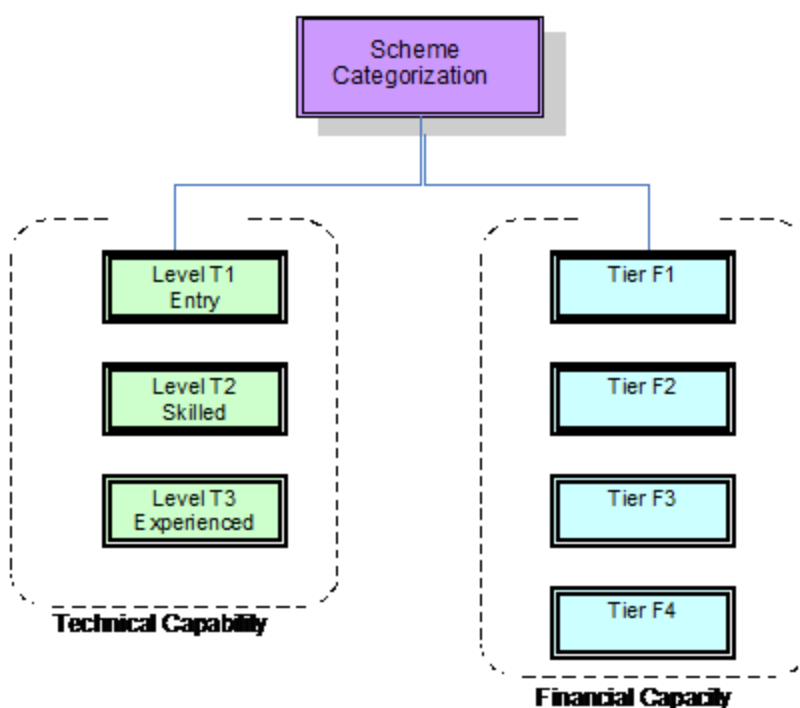 Scheme
Categorization
Level T1
Entry
Level T2
Skilled
Level T3
Experienced
Technical Capability
Tier F1
Tier F2
Tier F3
Tier F4
Financial Capacity